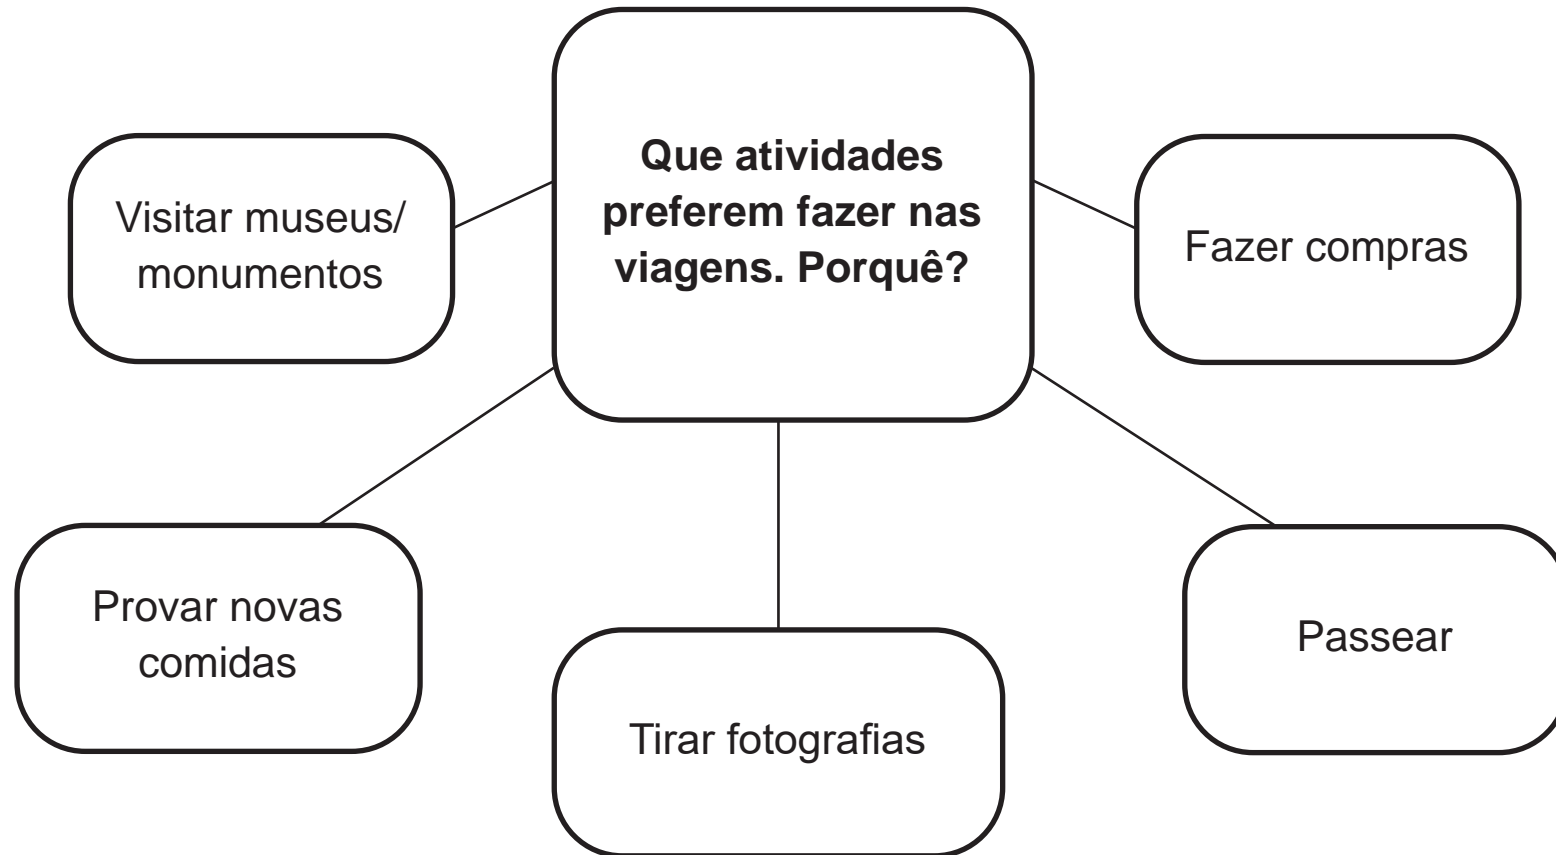 Que atividades
preferem fazer nas
viagens. Porquê?
Visitar museus/
monumentos
Fazer compras
Provar novas
comidas
Tirar fotografias
Passear